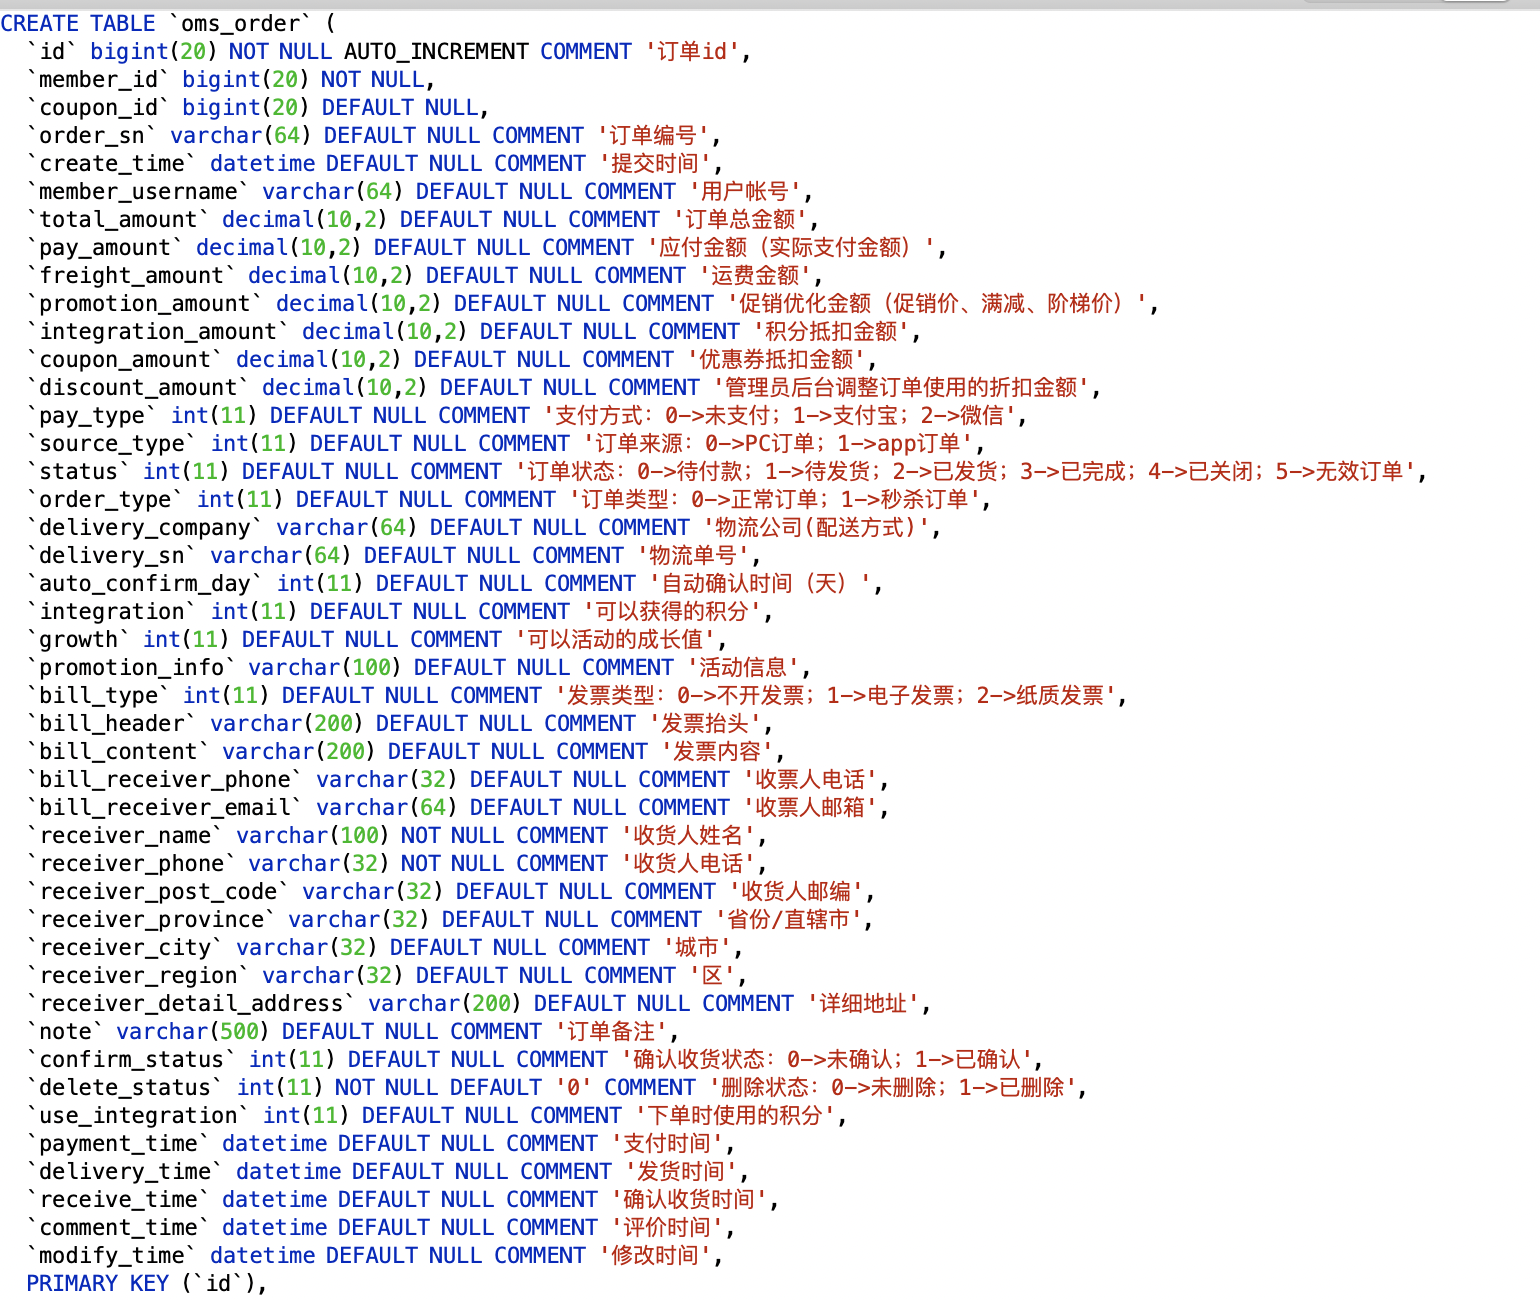 CREATE TABLE `oms_order` (
`id` bigint(20) NOT NULL AUTO_INCREMENT COMMENT '订单id',
`member_id` bigint(20) NOT NULL,
`coupon_id` bigint(20) DEFAULT NULL,
`order_sn` varchar(64) DEFAULT NULL COMMENT '订单编号',
`create_time` datetime DEFAULT NULL COMMENT '提交时间',
`member_username` varchar(64) DEFAULT NULL COMMENT '用户帐号',
`total_amount` decimal(10,2) DEFAULT NULL COMMENT '订单总金额',
`pay_amount` decimal(10,2) DEFAULT NULL COMMENT '应付金额（实际支付金额）',
`freight_amount` decimal(10,2) DEFAULT NULL COMMENT '运费金额',
`promotion_amount` decimal(10,2) DEFAULT NULL COMMENT '促销优化金额（促销价、满减、阶梯价）',
`integration_amount` decimal(10,2) DEFAULT NULL COMMENT '积分抵扣金额',
`coupon_amount` decimal(10,2) DEFAULT NULL COMMENT '优惠券抵扣金额',
`discount_amount` decimal(10,2) DEFAULT NULL COMMENT '管理员后台调整订单使用的折扣金额',
`pay_type` int(11) DEFAULT NULL COMMENT '支付方式：0->未支付；1->支付宝；2->微信',
`source_type` int(11) DEFAULT NULL COMMENT '订单来源：0->PC订单；1->app订单',
`status` int(11) DEFAULT NULL COMMENT '订单状态：0->待付款；1->待发货；2->已发货；3->已完成；4->已关闭；5->无效订单',
`order_type` int(11) DEFAULT NULL COMMENT '订单类型：0->正常订单；1->秒杀订单',
`delivery_company` varchar(64) DEFAULT NULL COMMENT '物流公司(配送方式)',
`delivery_sn` varchar(64) DEFAULT NULL COMMENT '物流单号',
`auto_confirm_day` int(11) DEFAULT NULL COMMENT '自动确认时间（天）',
`integration` int(11) DEFAULT NULL COMMENT '可以获得的积分',
`growth` int(11) DEFAULT NULL COMMENT '可以活动的成长值',
`promotion_info` varchar(100) DEFAULT NULL COMMENT '活动信息',
`bill_type` int(11) DEFAULT NULL COMMENT '发票类型：0->不开发票；1->电子发票；2->纸质发票',
`bill_header` varchar(200) DEFAULT NULL COMMENT '发票抬头',
`bill_content` varchar(200) DEFAULT NULL COMMENT '发票内容',
`bill_receiver_phone` varchar(32) DEFAULT NULL COMMENT '收票人电话',
`bill_receiver_email` varchar(64) DEFAULT NULL COMMENT '收票人邮箱',
`receiver_name` varchar(100) NOT NULL COMMENT '收货人姓名',
`receiver_phone` varchar(32) NOT NULL COMMENT '收货人电话',
`receiver_post_code` varchar(32) DEFAULT NULL COMMENT '收货人邮编',
`receiver_province` varchar(32) DEFAULT NULL COMMENT '省份/直辖市',
`receiver_city` varchar(32) DEFAULT NULL COMMENT '城市',
`receiver_region` varchar(32) DEFAULT NULL COMMENT '区',
`receiver_detail_address` varchar(200) DEFAULT NULL COMMENT '详细地址',
`note` varchar(500) DEFAULT NULL COMMENT '订单备注',
`confirm_status` int(11) DEFAULT NULL COMMENT '确认收货状态：0->未确认；1->已确认',
`delete_status` int(11) NOT NULL DEFAULT '0' COMMENT '删除状态：0->未删除；1->已删除',
`use_integration` int(11) DEFAULT NULL COMMENT '下单时使用的积分',
`payment_time` datetime DEFAULT NULL COMMENT '支付时间',
`delivery_time` datetime DEFAULT NULL COMMENT '发货时间',
`receive_time` datetime DEFAULT NULL COMMENT '确认收货时间',
`comment_time` datetime DEFAULT NULL COMMENT '评价时间',
`modify_time` datetime DEFAULT NULL COMMENT '修改时间',
PRIMARY KEY (`id`),